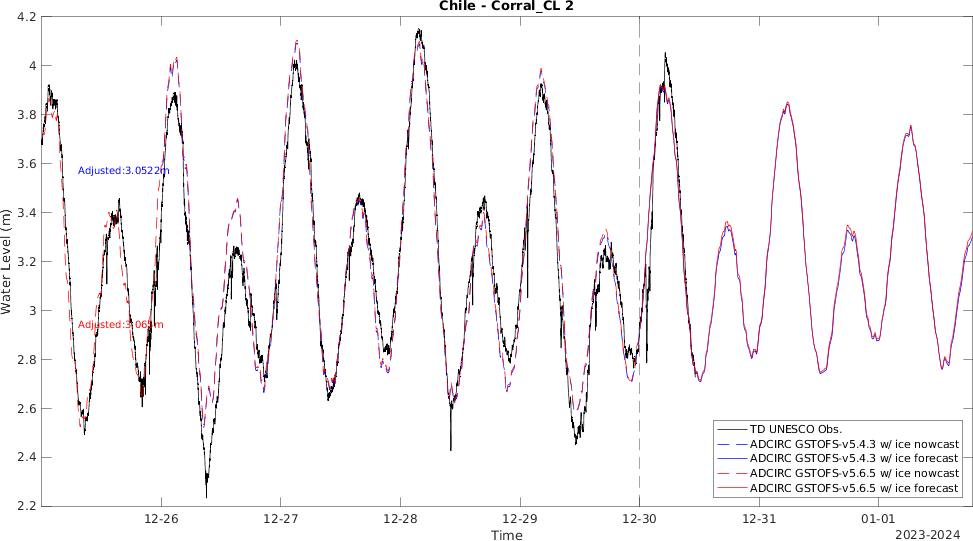 Chile - Corral_CL 2
Water Level (m)
4.2
4
3.8
3.6
3.4
3.2
3
2.8
2.6
2.4
2.2
Adjusted:3.0522m
Adjusted:3.065m
TD UNESCO Obs.
ADCIRC GSTOFS-v5.4.3 w/ ice nowcast
ADCIRC GSTOFS-v5.4.3 w/ ice forecast
ADCIRC GSTOFS-v5.6.5 w/ ice nowcast
ADCIRC GSTOFS-v5.6.5 w/ ice forecast
12-26 12-27 12-28 12-29 12-30 12-31 01-01
Time
2023-2024